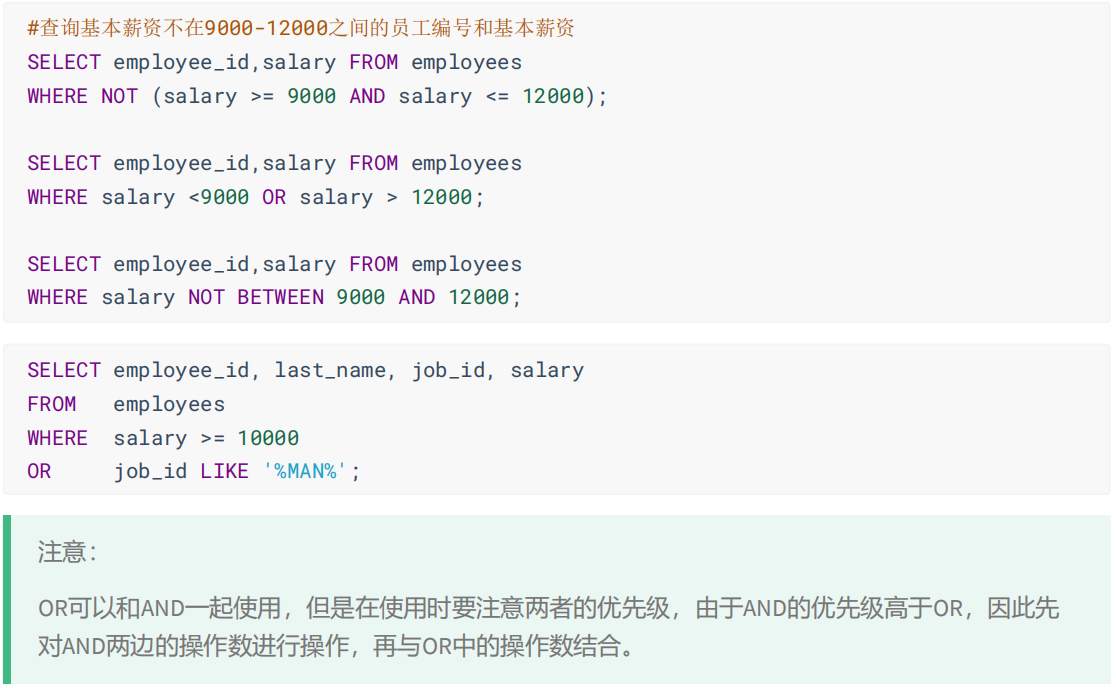 #查询基本薪资不在9000-12000之间的员工编号和基本薪资
SELECT employee_id,salary FROM employees
WHERE NOT (salary >= 9000 AND salary <= 12000);
SELECT employee_id,salary FROM employees
WHERE salary <9000 OR salary > 12000;
SELECT employee_id,salary FROM employees
WHERE salary NOT BETWEEN 9000 AND 12000;
SELECT employee_id, last_name, job_id, salary
FROM   employees
WHERE  salary >= 10000
OR     job_id LIKE '%MAN%';
注意：
OR可以和AND一起使用，但是在使用时要注意两者的优先级，由于AND的优先级高于OR，因此先
对AND两边的操作数进行操作，再与OR中的操作数结合。